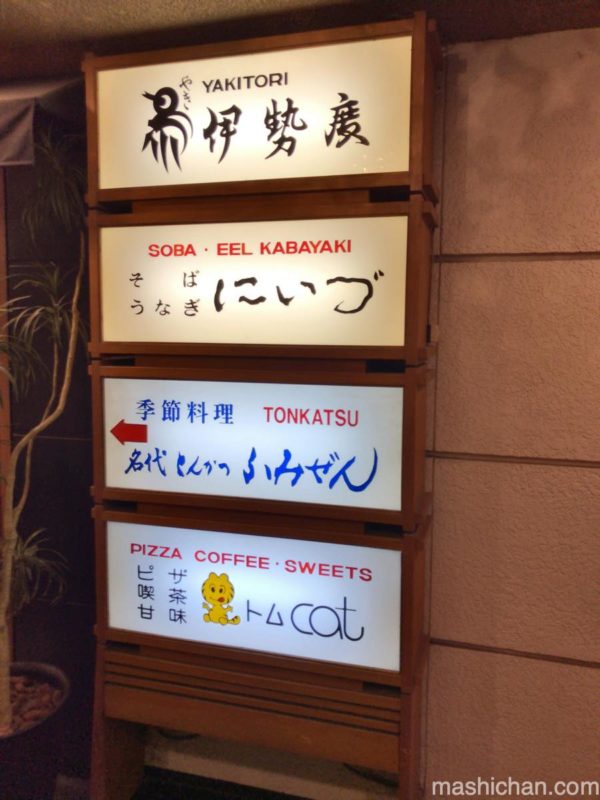 YAKITORI
やき鳥 伊勢廣
SOBA・EEL KABAYAKI
そば
うなぎ
にいづ
季節料理 TONKATSU
名代 とんかつ ふみぜん
PIZZA COFFEE・SWEETS
ピザ
喫茶
甘味
トムcat
mashichan.com